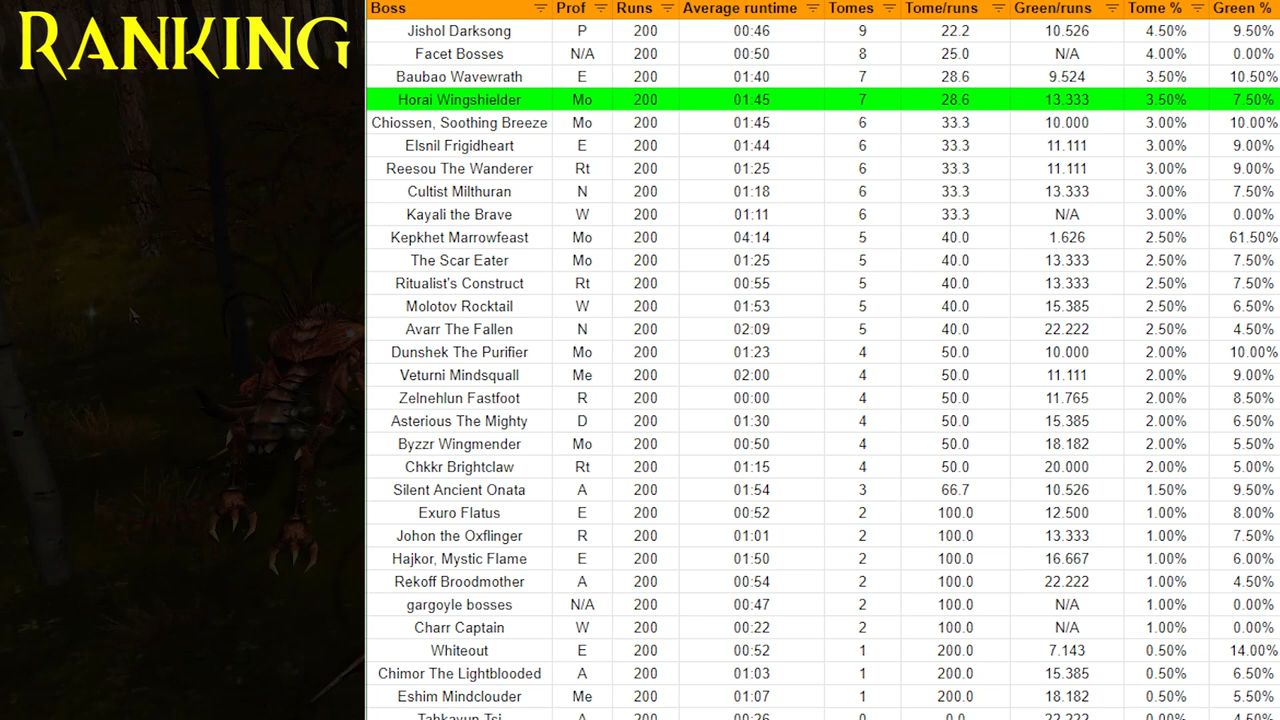 RANKING
Boss Prof Runs Average runtime Tomes Tome/runs Green/runs Tome % Green %
Jishol Darksong P 200 00:46 9 22.2 10.526 4.50% 9.50%
Facet Bosses N/A 200 00:50 8 25.0 N/A 4.00% 0.00%
Baubao Wavewrath E 200 01:40 7 28.6 9.524 3.50% 10.50%
Horai Wingshielder Mo 200 01:45 7 28.6 13.333 3.50% 7.50%
Chiossen, Soothing Breeze Mo 200 01:45 6 33.3 10.000 3.00% 10.00%
Elsnil Frigidheart E 200 01:44 6 33.3 11.111 3.00% 9.00%
Reesou The Wanderer Rt 200 01:25 6 33.3 11.111 3.00% 9.00%
Cultist Milthuran N 200 01:18 6 33.3 13.333 3.00% 7.50%
Kayali the Brave W 200 01:11 6 33.3 N/A 3.00% 0.00%
Kepkhet Marrowfeast Mo 200 04:14 5 40.0 1.626 2.50% 61.50%
The Scar Eater Mo 200 01:25 5 40.0 13.333 2.50% 7.50%
Ritualist's Construct Rt 200 00:55 5 40.0 13.333 2.50% 7.50%
Molotov Rocktail W 200 01:53 5 40.0 15.385 2.50% 6.50%
Avarr The Fallen N 200 02:09 5 40.0 22.222 2.50% 4.50%
Dunshek The Purifier Mo 200 01:23 4 50.0 10.000 2.00% 10.00%
Veturni Mindsquall Me 200 02:00 4 50.0 11.111 2.00% 9.00%
Zelnehlun Fastfoot R 200 00:00 4 50.0 11.765 2.00% 8.50%
Asterious The Mighty D 200 01:30 4 50.0 15.385 2.00% 6.50%
Byzzr Wingmender Mo 200 00:50 4 50.0 18.182 2.00% 5.50%
Chkkr Brightclaw Rt 200 01:15 4 50.0 20.000 2.00% 5.00%
Silent Ancient Onata A 200 01:54 3 66.7 10.526 1.50% 9.50%
Exuro Flatus E 200 00:52 2 100.0 12.500 1.00% 8.00%
Johon the Oxflinger R 200 01:01 2 100.0 13.333 1.00% 7.50%
Hajkor, Mystic Flame E 200 01:50 2 100.0 16.667 1.00% 6.00%
Rekoff Broodmother A 200 00:54 2 100.0 22.222 1.00% 4.50%
gargoyle bosses N/A 200 00:47 2 100.0 N/A 1.00% 0.00%
Charr Captain W 200 00:22 2 100.0 N/A 1.00% 0.00%
Whiteout E 200 00:52 1 200.0 7.143 0.50% 14.00%
Chimor The Lightblooded A 200 01:03 1 200.0 15.385 0.50% 6.50%
Eshim Mindclouder Me 200 01:07 1 200.0 18.182 0.50% 5.50%
Tahkayun Tsi A 200 00:26 0 0.0 22.222 0.00% 4.50%